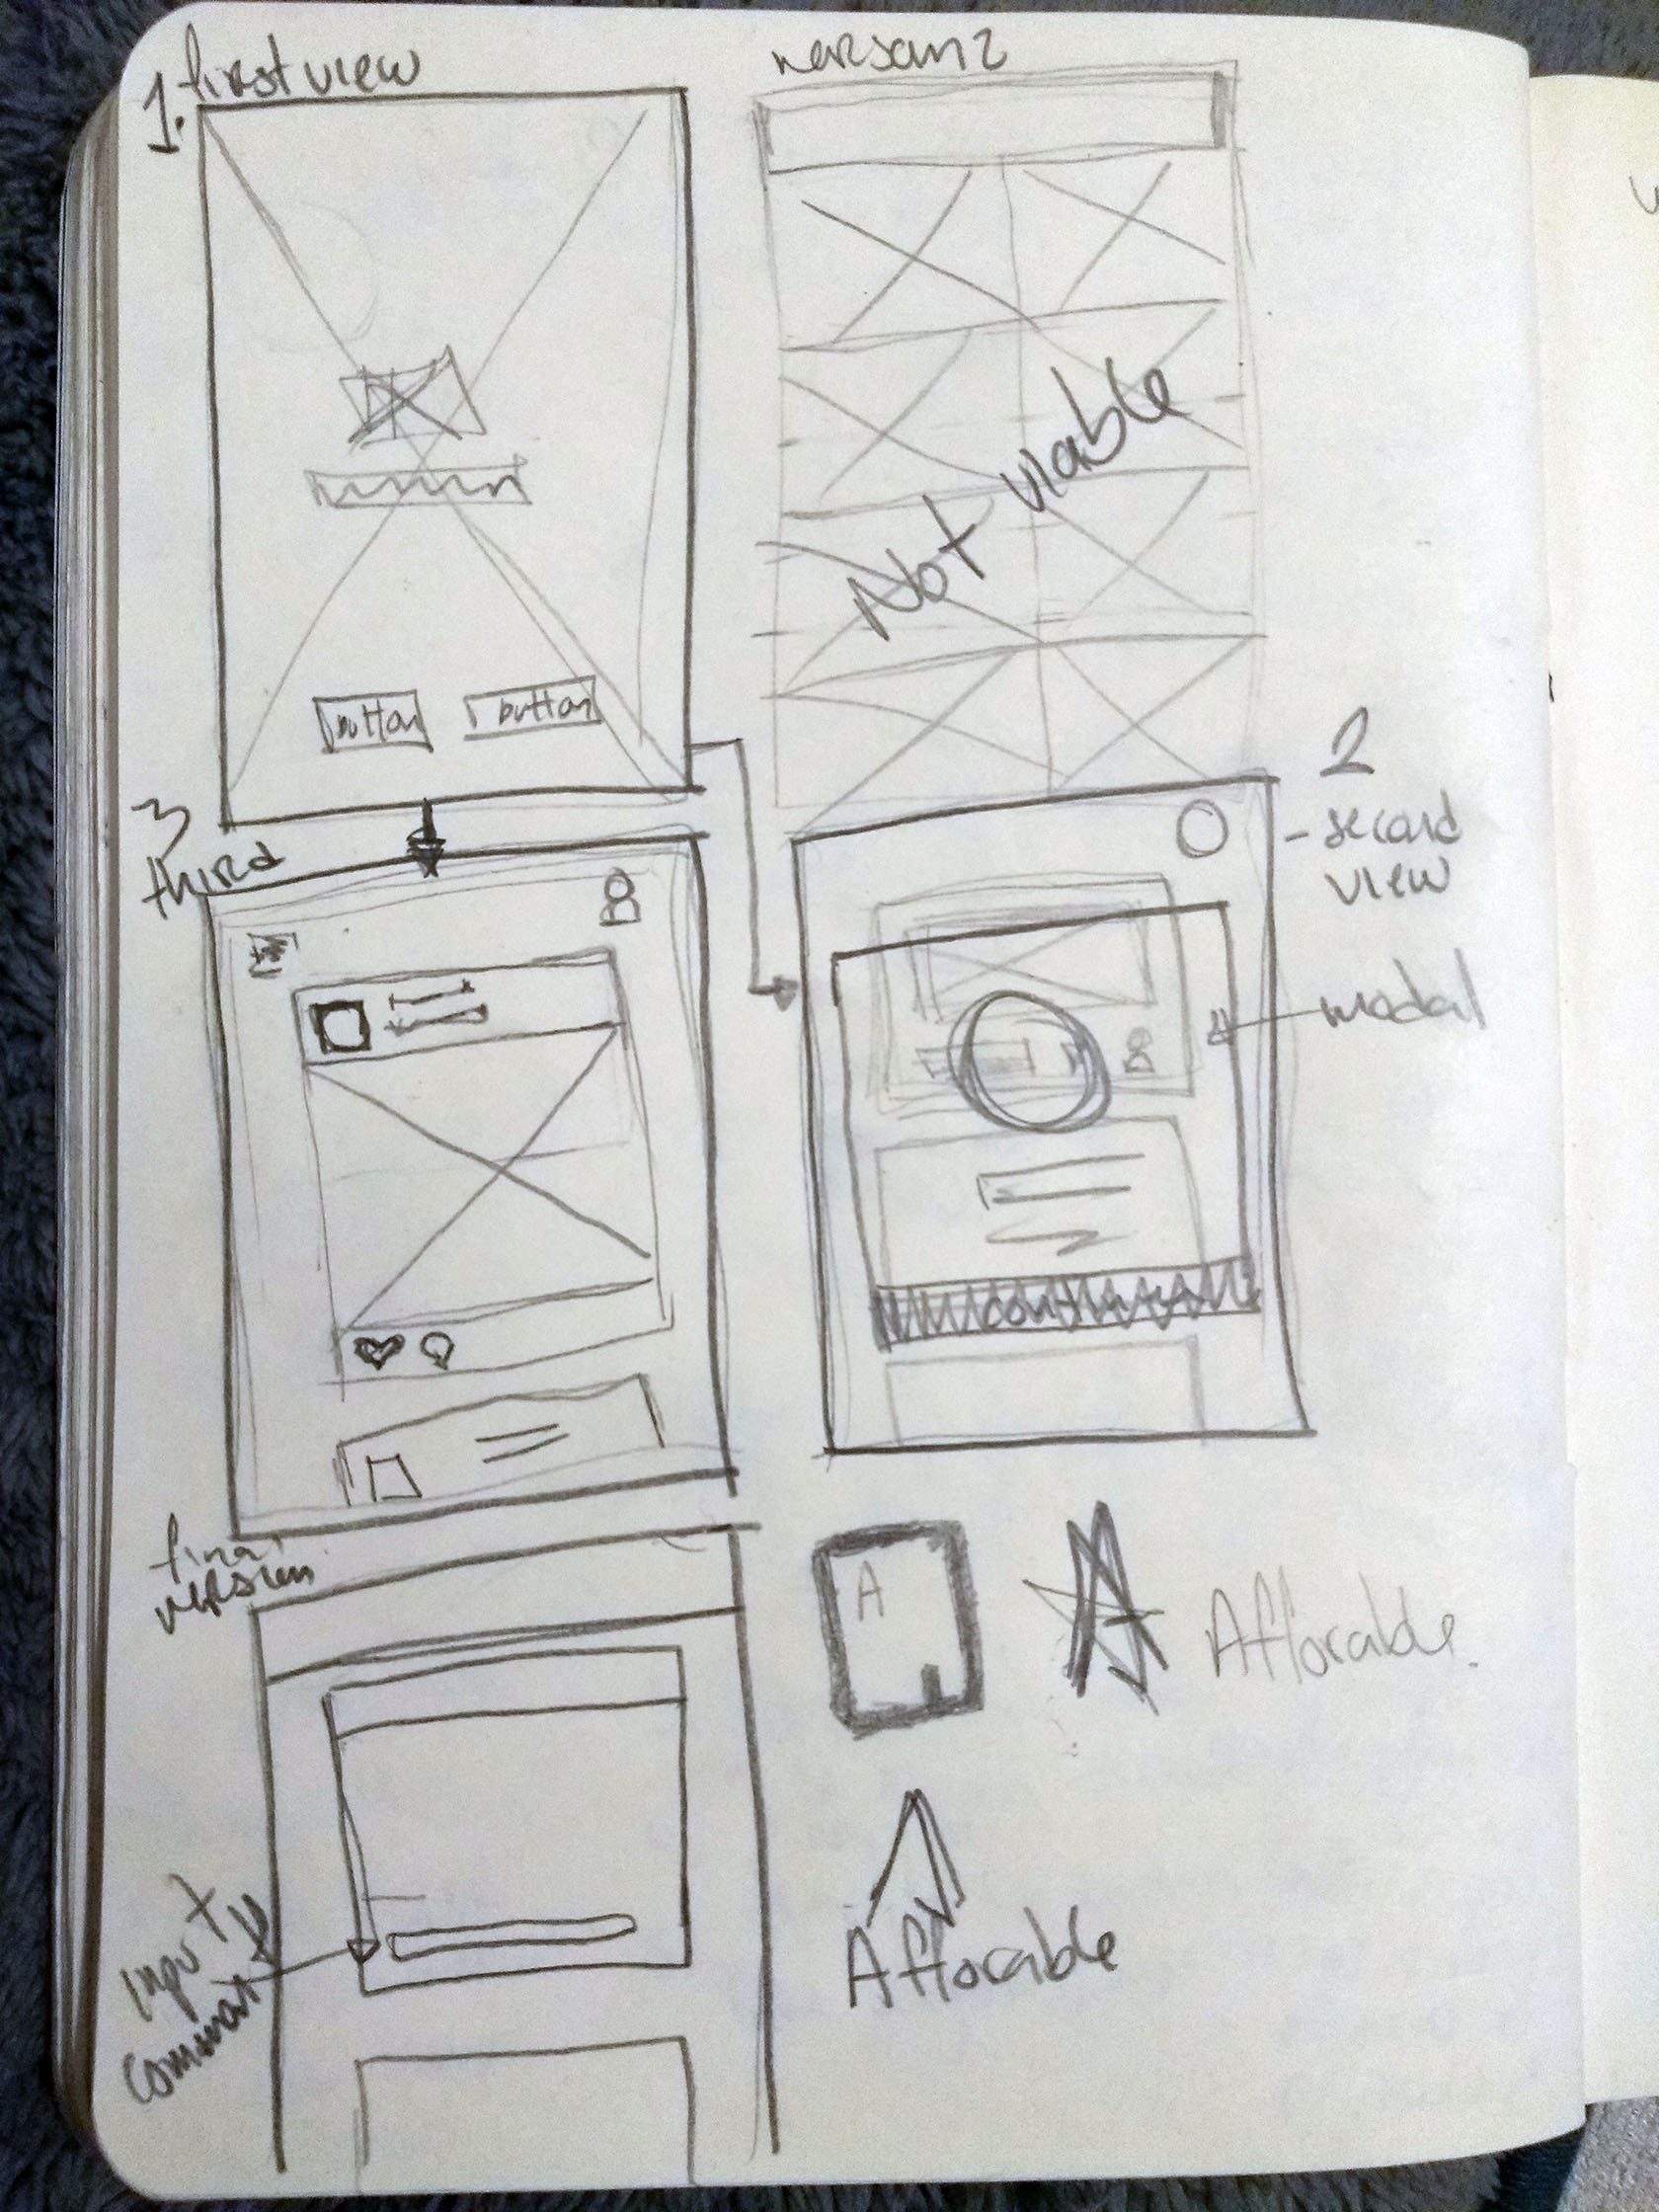 1. first view
version 2
button button
Not viable
2
- second
view
3
third
modal
continue
final
version
A
Afforable.
Afforable
Input
comment